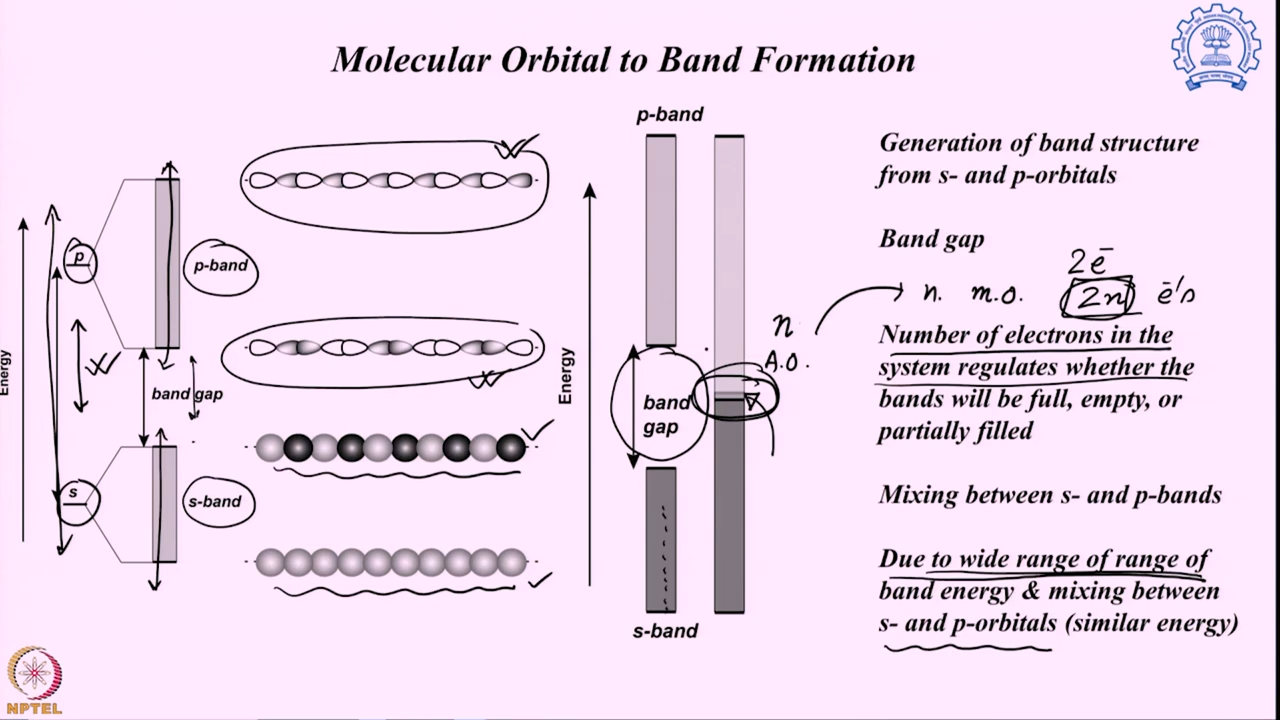 Molecular Orbital to Band Formation
Energy
p
p-band
band gap
s
s-band
Energy
p-band
band
gap
s-band
n
A.O.
Generation of band structure
from s- and p-orbitals
Band gap
2e⁻
n. m.O. 2n e⁻'s
Number of electrons in the
system regulates whether the
bands will be full, empty, or
partially filled
Mixing between s- and p-bands
Due to wide range of range of
band energy & mixing between
s- and p-orbitals (similar energy)
NPTEL